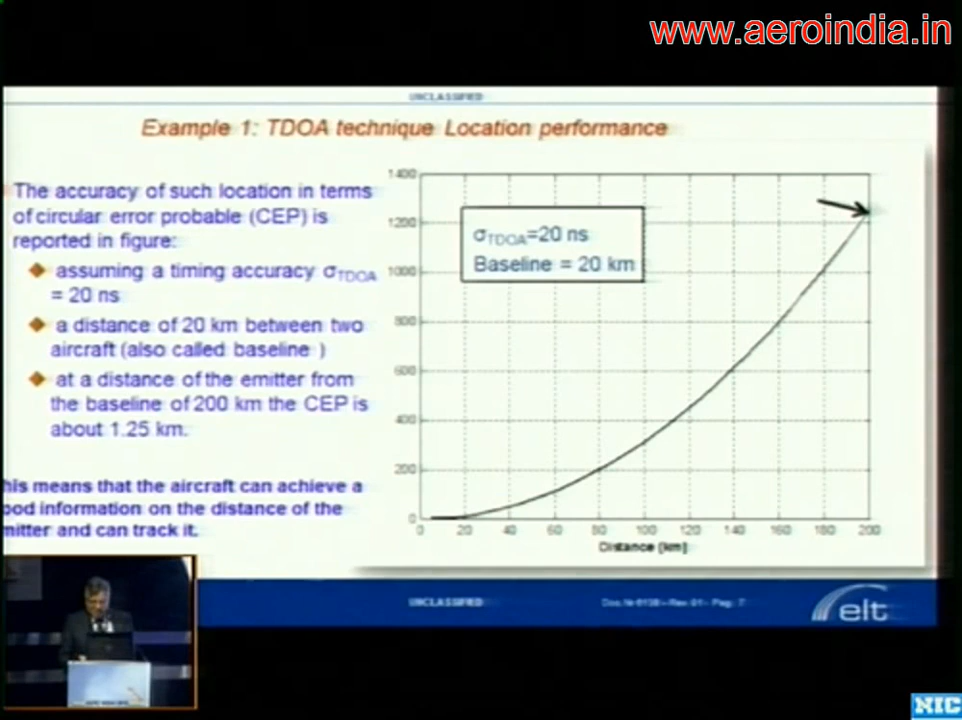 www.aeroindia.in
UNCLASSIFIED
Example 1: TDOA technique Location performance
The accuracy of such location in terms
of circular error probable (CEP) is
reported in figure:
assuming a timing accuracy σTDOA
= 20 ns
a distance of 20 km between two
aircraft (also called baseline )
at a distance of the emitter from
the baseline of 200 km the CEP is
about 1.25 km.
his means that the aircraft can achieve a
ood information on the distance of the
mitter and can track it.
σTDOA=20 ns
Baseline = 20 km
1400
1200
1000
800
600
400
200
0
0 20 40 60 80 100 120 140 160 180 200
Distance [km]
UNCLASSIFIED
elt
NIC